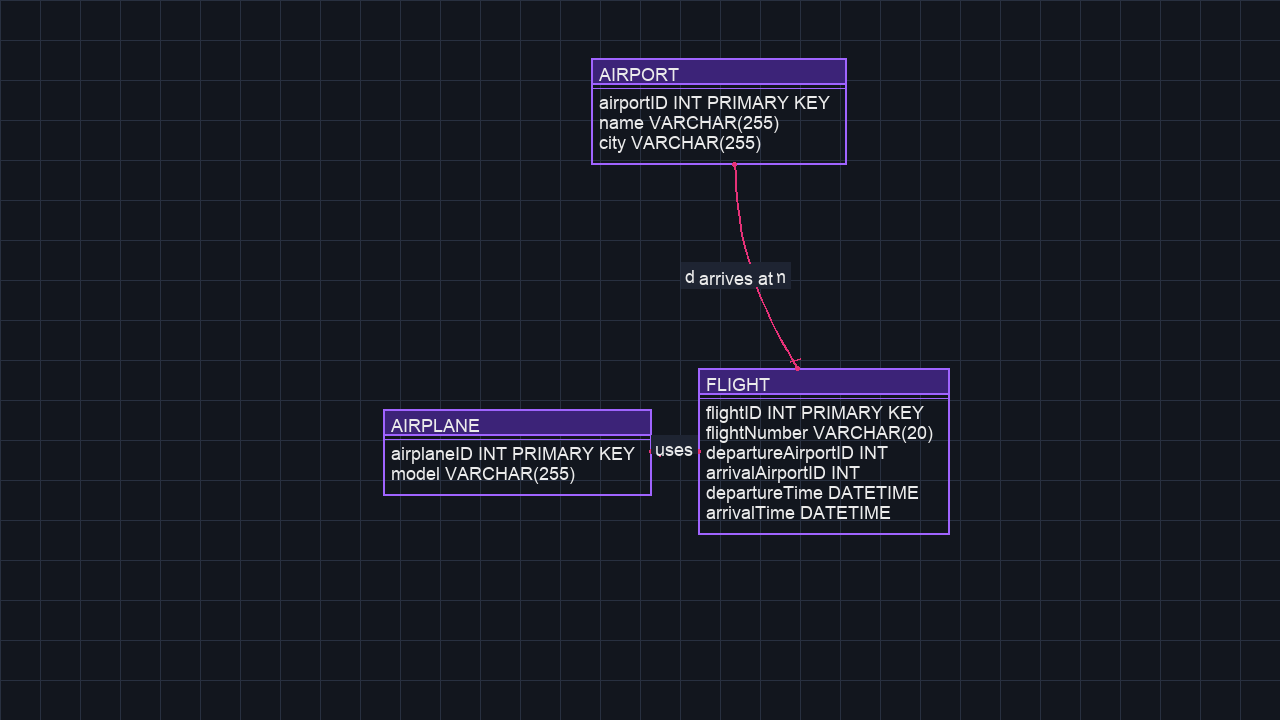 AIRPORT
airportID INT PRIMARY KEY
name VARCHAR(255)
city VARCHAR(255)
arrives at
FLIGHT
flightID INT PRIMARY KEY
flightNumber VARCHAR(20)
departureAirportID INT
arrivalAirportID INT
departureTime DATETIME
arrivalTime DATETIME
AIRPLANE
airplaneID INT PRIMARY KEY
model VARCHAR(255)
uses